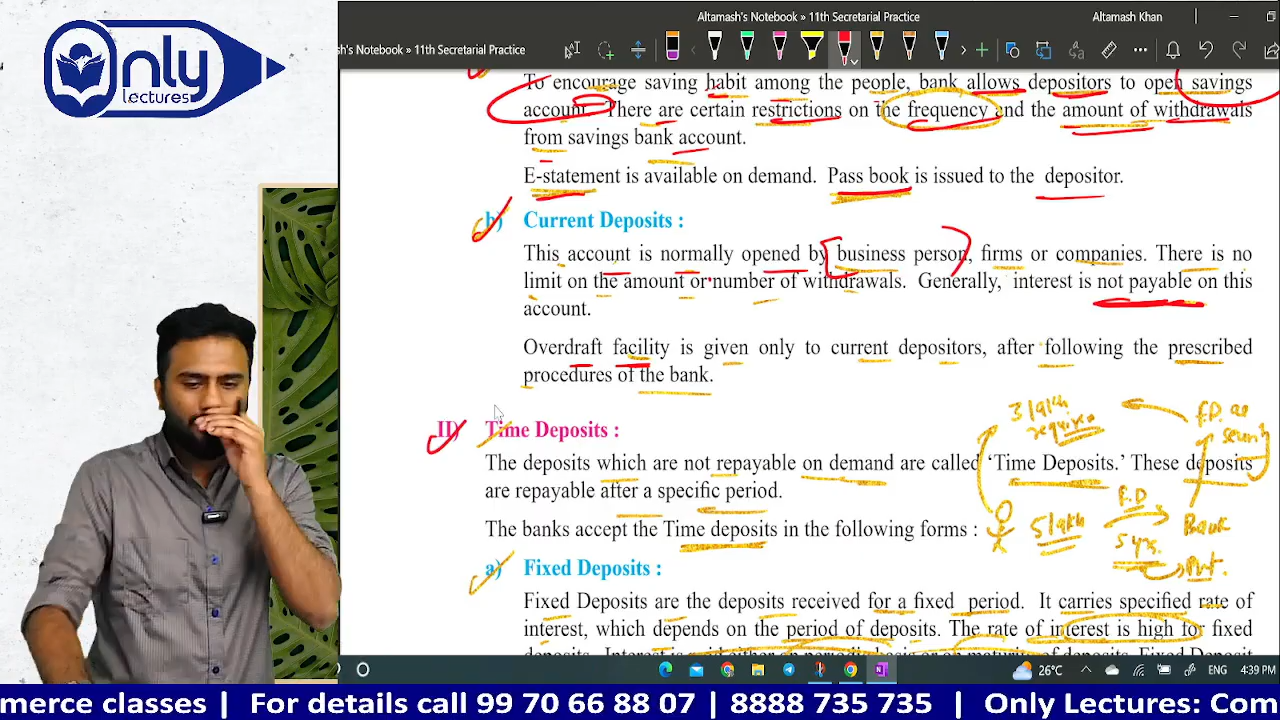 Only
lectures
Altamash's Notebook » 11th Secretarial Practice
Altamash Khan
h's Notebook » 11th Secretarial Practice
To encourage saving habit among the people, bank allows depositors to open savings
account. There are certain restrictions on the frequency and the amount of withdrawals
from savings bank account.
E-statement is available on demand. Pass book is issued to the depositor.
b) Current Deposits :
This account is normally opened by business person, firms or companies. There is no
limit on the amount or number of withdrawals. Generally, interest is not payable on this
account.
Overdraft facility is given only to current depositors, after following the prescribed
procedures of the bank.
3 lakh
require
F.D. as
II) Time Deposits :
The deposits which are not repayable on demand are called 'Time Deposits.' These deposits
are repayable after a specific period.
F.D
The banks accept the Time deposits in the following forms :
5 lakh
5 yrs.
Bank
a) Fixed Deposits :
Fixed Deposits are the deposits received for a fixed period. It carries specified rate of
interest, which depends on the period of deposits. The rate of interest is high for fixed
26°C
ENG
4:39 PM
mmerce classes | For details call 99 70 66 88 07 | 8888 735 735 | Only Lectures: Com